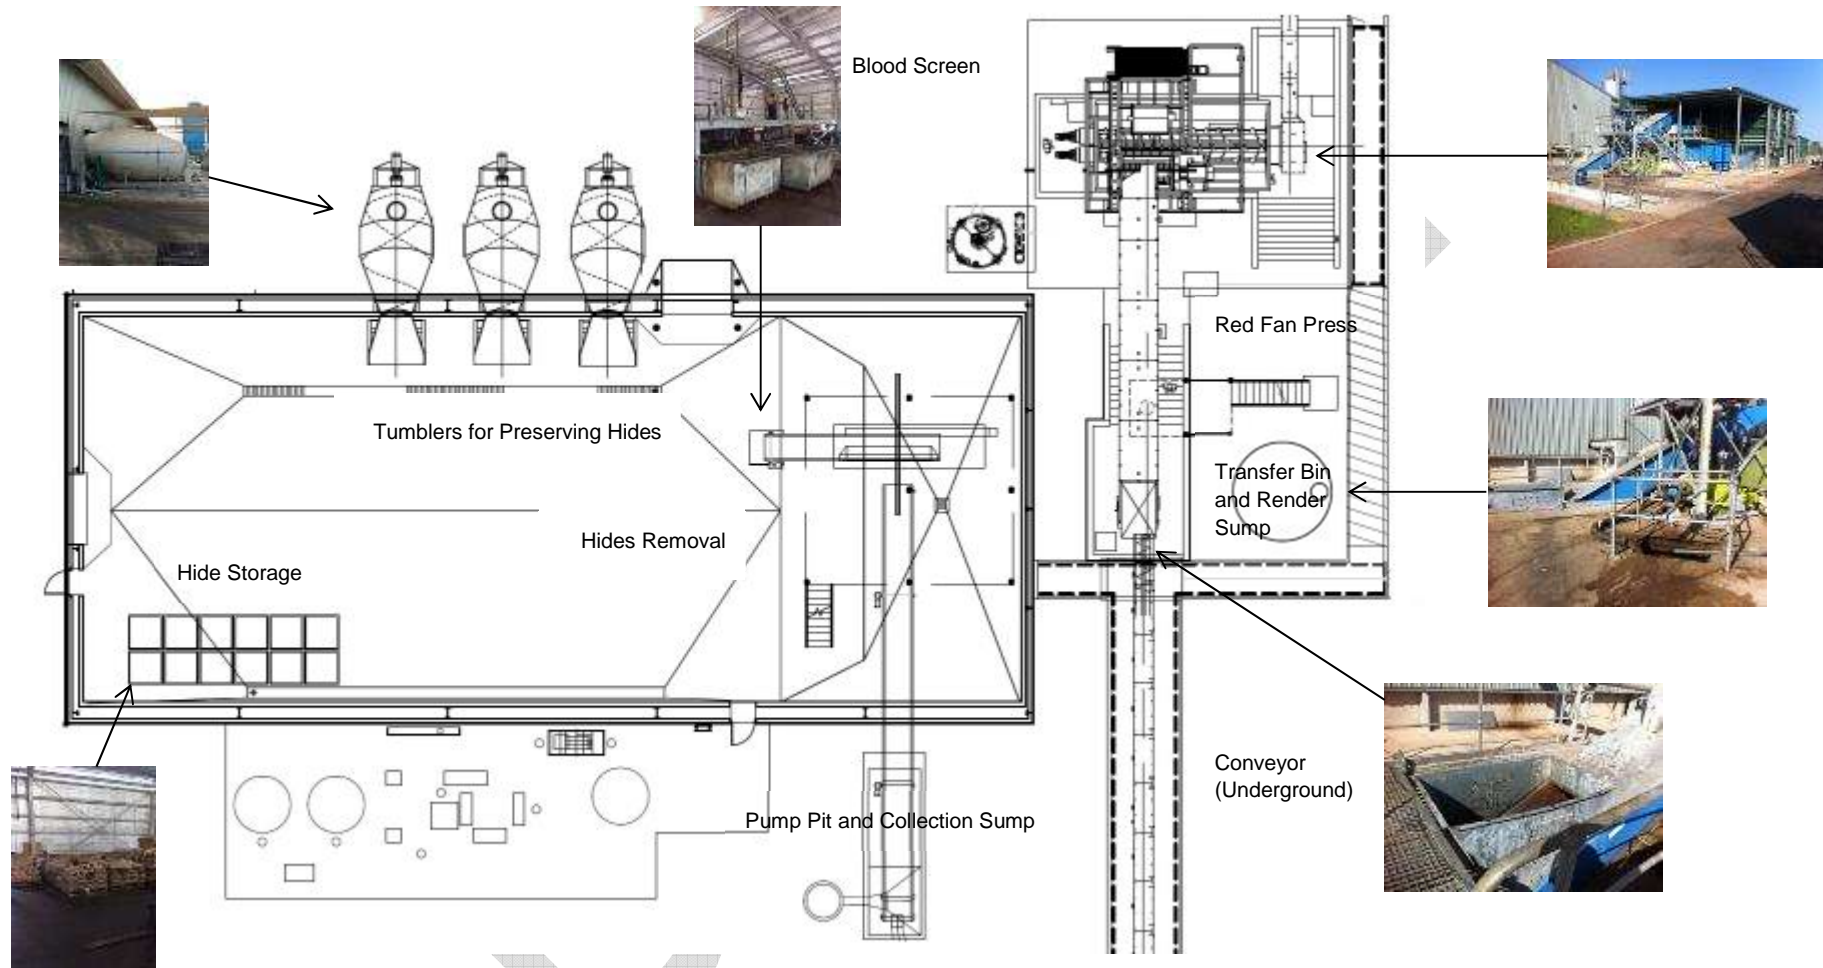 Blood Screen
Red Fan Press
Tumblers for Preserving Hides
Transfer Bin
and Render
Sump
Hides Removal
Hide Storage
Conveyor
(Underground)
Pump Pit and Collection Sump